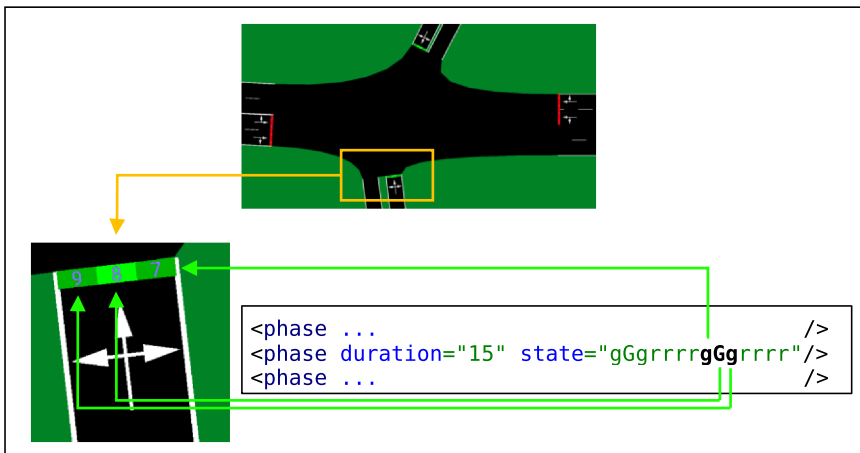 9 8 7
<phase ... />
<phase duration="15" state="gGgrrrrgGgrrrr"/>
<phase ... />